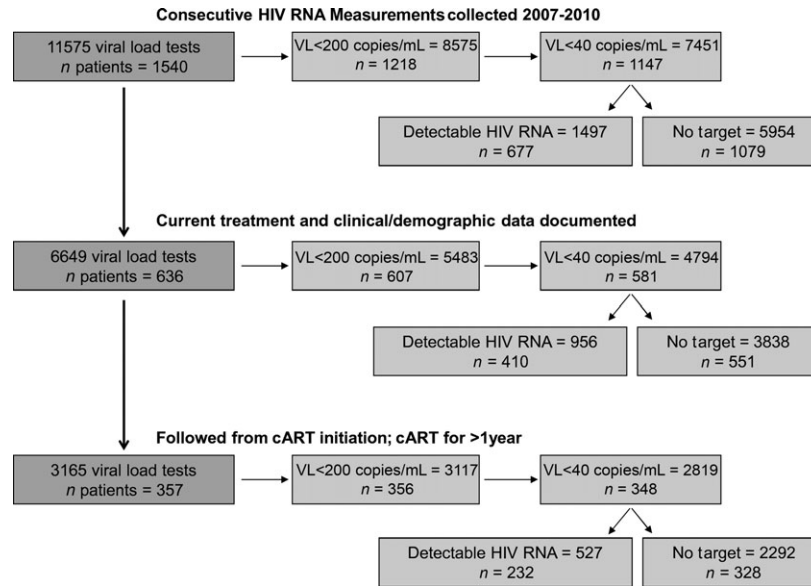 Consecutive HIV RNA Measurements collected 2007-2010
11575 viral load tests
n patients = 1540
VL<200 copies/mL = 8575
n = 1218
VL<40 copies/mL = 7451
n = 1147
Detectable HIV RNA = 1497
n = 677
No target = 5954
n = 1079
Current treatment and clinical/demographic data documented
6649 viral load tests
n patients = 636
VL<200 copies/mL = 5483
n = 607
VL<40 copies/mL = 4794
n = 581
Detectable HIV RNA = 956
n = 410
No target = 3838
n = 551
Followed from cART initiation; cART for >1year
3165 viral load tests
n patients = 357
VL<200 copies/mL = 3117
n = 356
VL<40 copies/mL = 2819
n = 348
Detectable HIV RNA = 527
n = 232
No target = 2292
n = 328